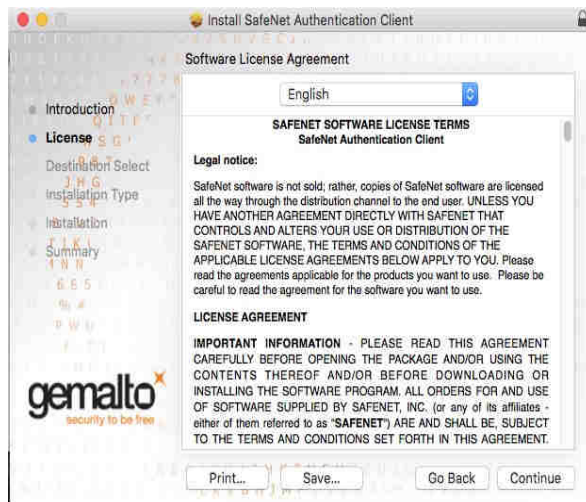 Install SafeNet Authentication Client
Software License Agreement
Introduction
License
Destination Select
Installation Type
Installation
Summary
English
SAFENET SOFTWARE LICENSE TERMS
SafeNet Authentication Client
Legal notice:
SafeNet software is not sold; rather, copies of SafeNet software are licensed
all the way through the distribution channel to the end user. UNLESS YOU
HAVE ANOTHER AGREEMENT DIRECTLY WITH SAFENET THAT
CONTROLS AND ALTERS YOUR USE OR DISTRIBUTION OF THE
SAFENET SOFTWARE, THE TERMS AND CONDITIONS OF THE
APPLICABLE LICENSE AGREEMENTS BELOW APPLY TO YOU. Please
read the agreements applicable for the products you want to use. Please be
careful to read the agreement for the software you want to use.
LICENSE AGREEMENT
IMPORTANT INFORMATION - PLEASE READ THIS AGREEMENT
CAREFULLY BEFORE OPENING THE PACKAGE AND/OR USING THE
CONTENTS THEREOF AND/OR BEFORE DOWNLOADING OR
INSTALLING THE SOFTWARE PROGRAM. ALL ORDERS FOR AND USE
OF SOFTWARE SUPPLIED BY SAFENET, INC. (or any of its affiliates -
either of them referred to as "SAFENET") ARE AND SHALL BE, SUBJECT
TO THE TERMS AND CONDITIONS SET FORTH IN THIS AGREEMENT.
gemalto
security to be free
Print...
Save...
Go Back
Continue